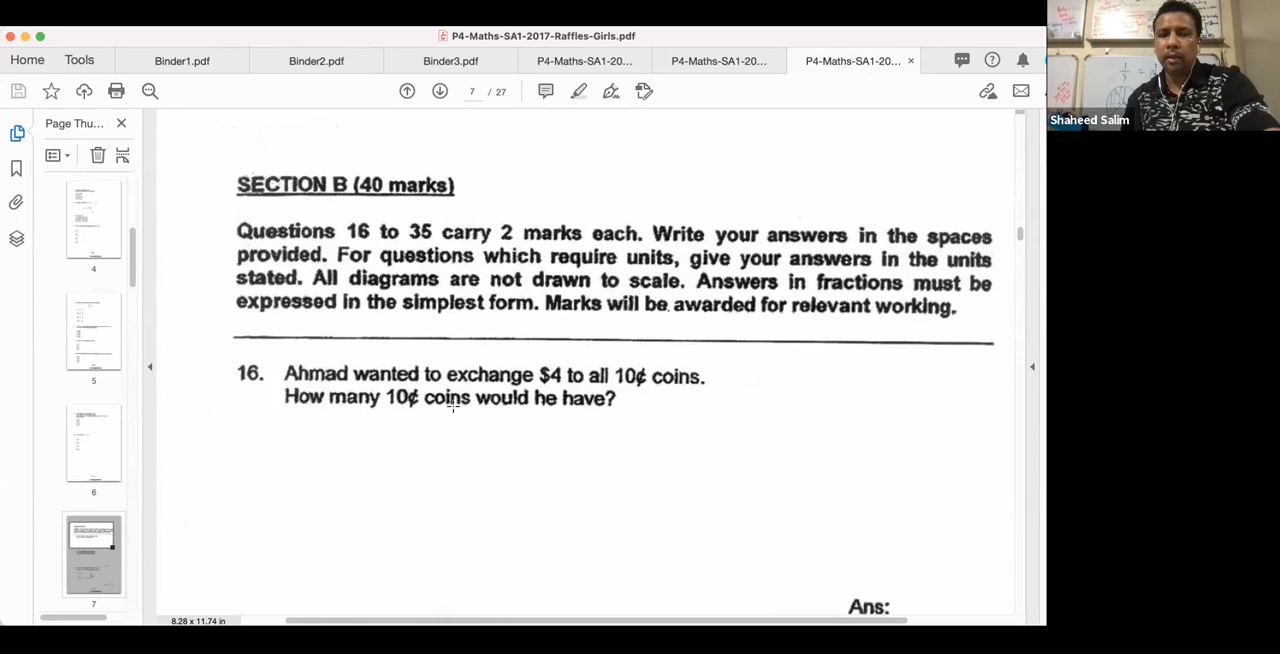 P4-Maths-SA1-2017-Raffles-Girls.pdf
Home Tools Binder1.pdf Binder2.pdf Binder3.pdf P4-Maths-SA1-20... P4-Maths-SA1-20... P4-Maths-SA1-20... ×
7 / 27
Page Thu...
4
5
6
7
SECTION B (40 marks)
Questions 16 to 35 carry 2 marks each. Write your answers in the spaces
provided. For questions which require units, give your answers in the units
stated. All diagrams are not drawn to scale. Answers in fractions must be
expressed in the simplest form. Marks will be awarded for relevant working.
16. Ahmad wanted to exchange $4 to all 10¢ coins.
How many 10¢ coins would he have?
Ans:
8.28 x 11.74 in
Shaheed Salim